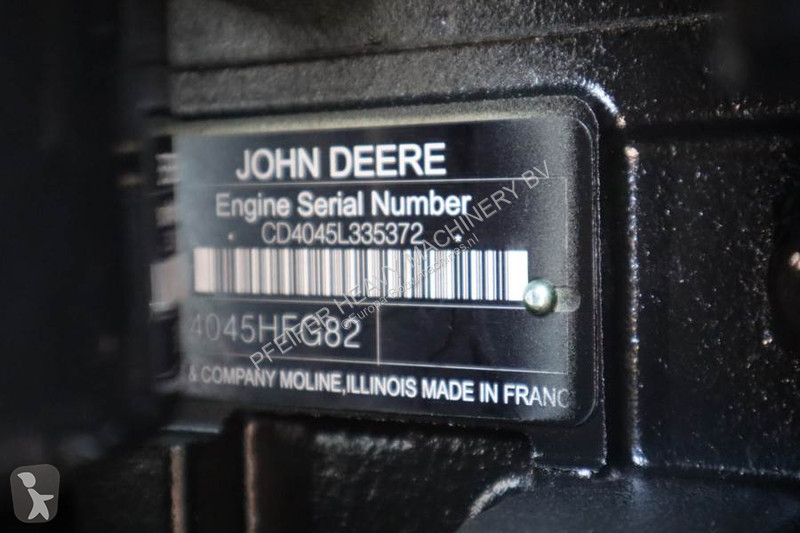 JOHN DEERE
Engine Serial Number
* CD4045L335372 *
4045HFG82
& COMPANY MOLINE,ILLINOIS MADE IN FRANC
PFEIFER HEAVY MACHINERY BV